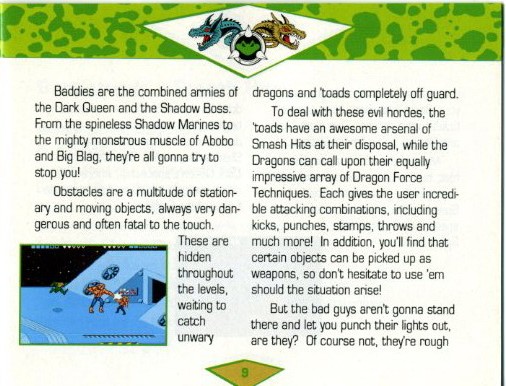 Baddies are the combined armies of
the Dark Queen and the Shadow Boss.
From the spineless Shadow Marines to
the mighty monstrous muscle of Abobo
and Big Blag, they're all gonna try to
stop you!
Obstacles are a multitude of station-
ary and moving objects, always very dan-
gerous and often fatal to the touch.
These are
hidden
throughout
the levels,
waiting to
catch
unwary
dragons and 'toads completely off guard.
To deal with these evil hordes, the
'toads have an awesome arsenal of
Smash Hits at their disposal, while the
Dragons can call upon their equally
impressive array of Dragon Force
Techniques. Each gives the user incredi-
ble attacking combinations, including
kicks, punches, stamps, throws and
much more! In addition, you'll find that
certain objects can be picked up as
weapons, so don't hesitate to use 'em
should the situation arise!
But the bad guys aren't gonna stand
there and let you punch their lights out,
are they? Of course not, they're rough
9